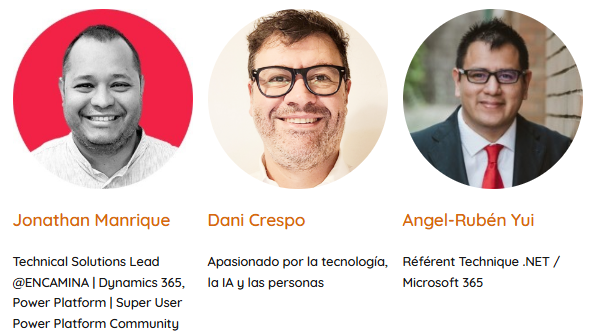 Jonathan Manrique
Technical Solutions Lead
@ENCAMINA | Dynamics 365,
Power Platform | Super User
Power Platform Community
Dani Crespo
Apasionado por la tecnología,
la IA y las personas
Angel-Rubén Yui
Référent Technique .NET /
Microsoft 365